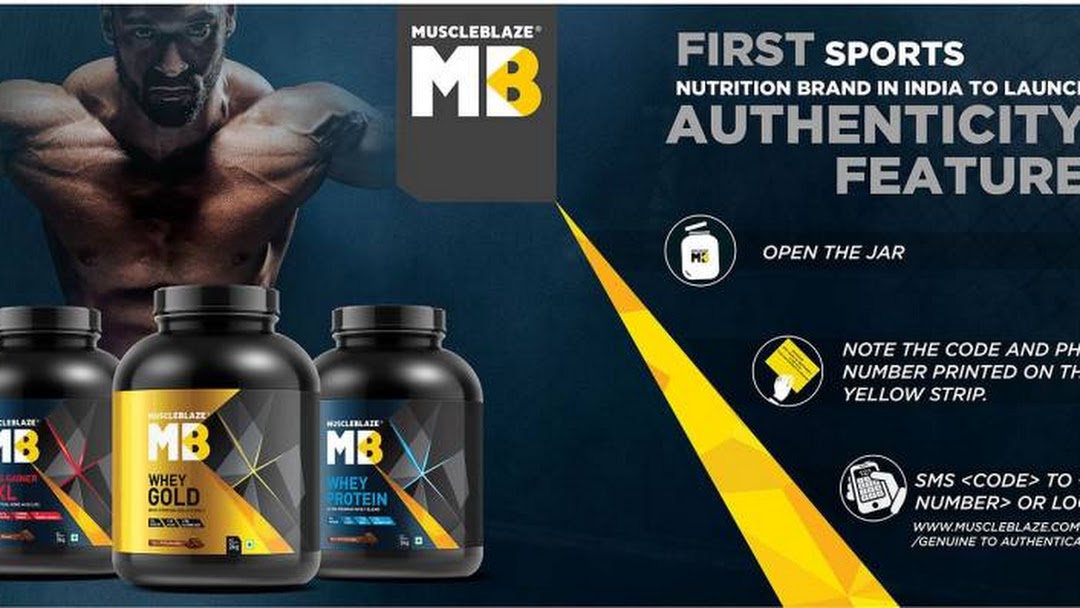 MUSCLEBLAZE®
MB
FIRST SPORTS
NUTRITION BRAND IN INDIA TO LAUNCH
AUTHENTICITY
FEATURE
OPEN THE JAR
NOTE THE CODE AND PH
NUMBER PRINTED ON TH
YELLOW STRIP.
SMS <CODE> TO
NUMBER> OR LO
WWW.MUSCLEBLAZE.COM
/GENUINE TO AUTHENTICA
MB
GAINER
XL
MUSCLEBLAZE®
MB
WHEY
GOLD
MUSCLEBLAZE®
MB
WHEY
PROTEIN